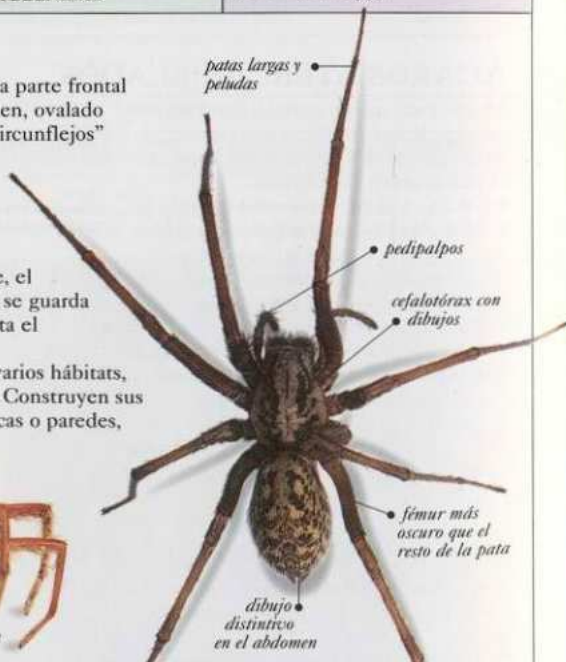 a parte frontal
en, ovalado
ircunflejos”
e, el
se guarda
ta el
varios hábitats,
Construyen sus
cas o paredes,
patas largas y
peludas
pedipalpos
cefalotórax con
dibujos
fémur más
oscuro que el
resto de la pata
dibujo
distintivo
en el abdomen